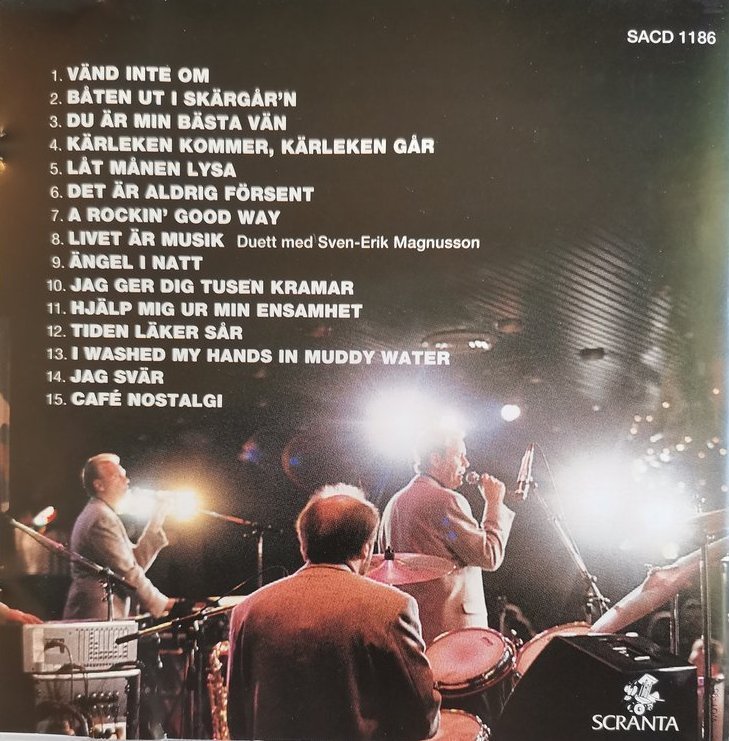 SACD 1186
1. VÄND INTE OM
2. BÅTEN UT I SKÄRGÅR'N
3. DU ÄR MIN BÄSTA VÄN
4. KÄRLEKEN KOMMER, KÄRLEKEN GÅR
5. LÅT MÅNEN LYSA
6. DET ÄR ALDRIG FÖRSENT
7. A ROCKIN' GOOD WAY
8. LIVET ÄR MUSIK Duett med Sven-Erik Magnusson
9. ÄNGEL I NATT
10. JAG GER DIG TUSEN KRAMAR
11. HJÄLP MIG UR MIN ENSAMHET
12. TIDEN LÄKER SÅR
13. I WASHED MY HANDS IN MUDDY WATER
14. JAG SVÄR
15. CAFÉ NOSTALGI
SCRANTA